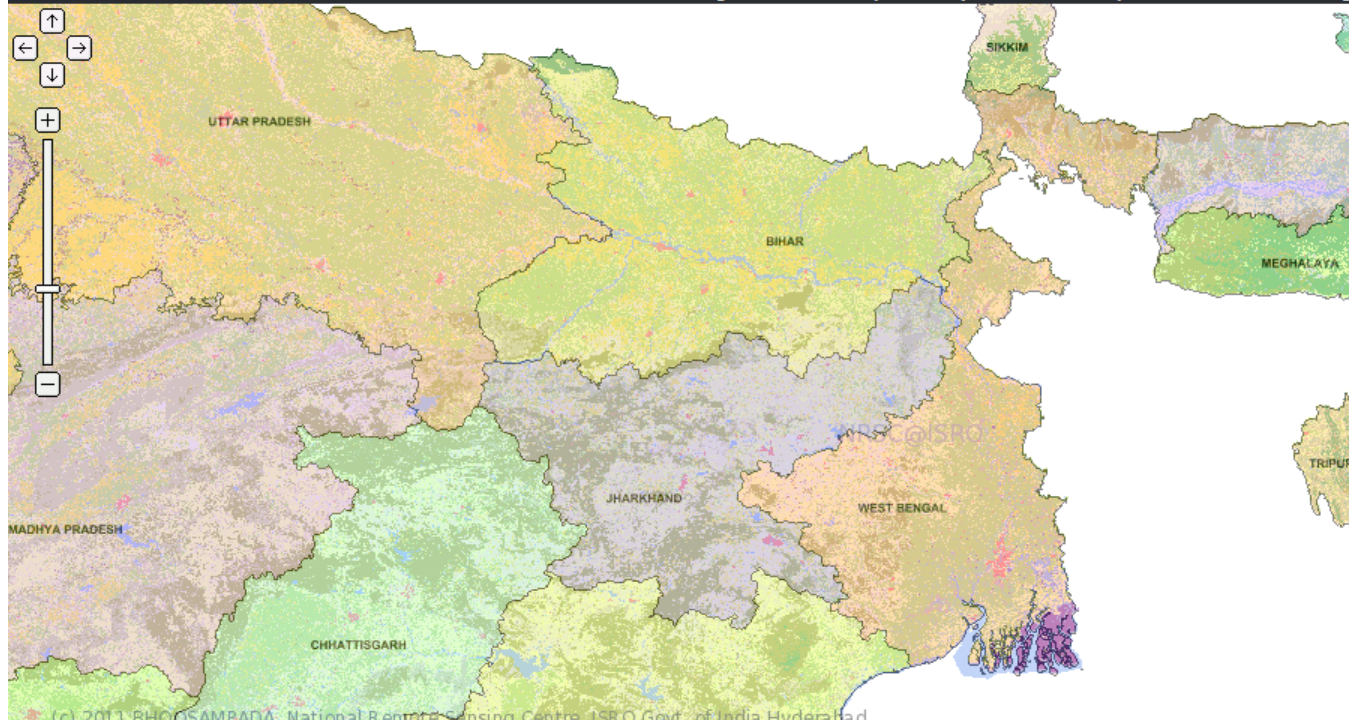 SIKKIM
UTTAR PRADESH
BIHAR
MEGHALAYA
NRSC@ISRO
TRIPUR
JHARKHAND
WEST BENGAL
MADHYA PRADESH
CHHATTISGARH
(c) 2011 BHOOSAMPADA, National Remote Sensing Centre, ISRO Govt. of India Hyderabad